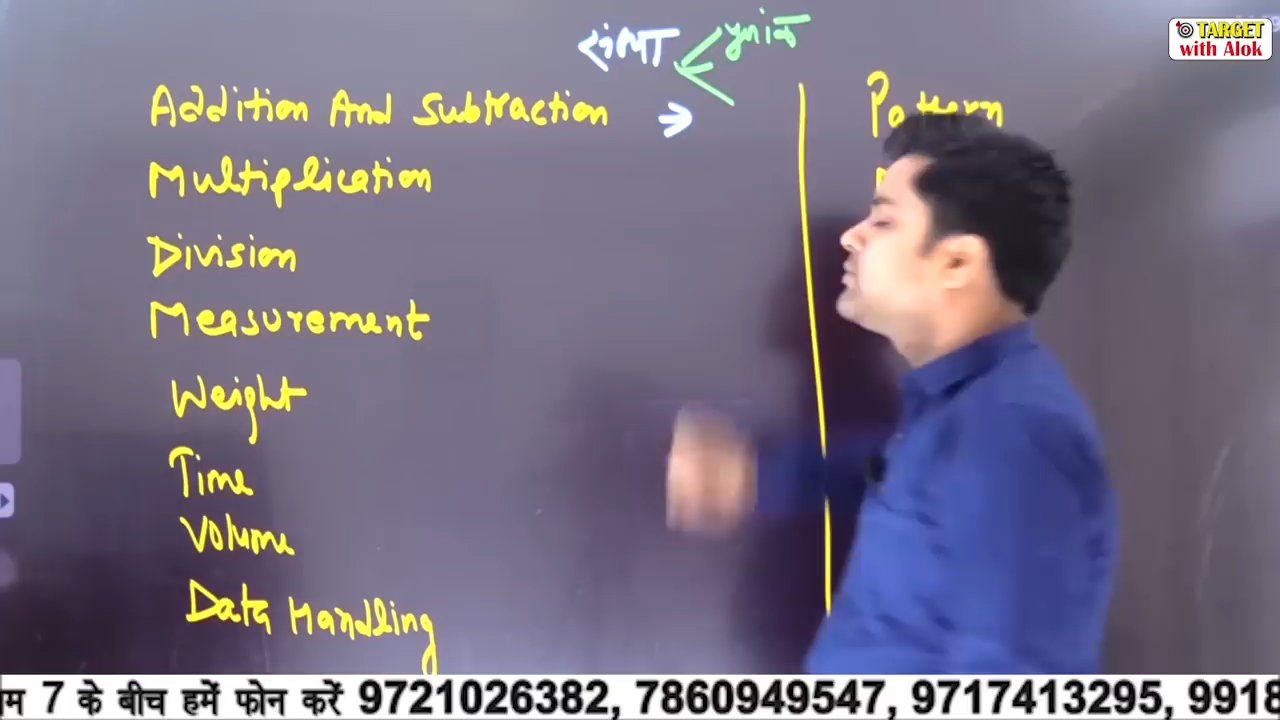 TARGET
with Alok
Addition And Subtraction →
Multiplication
Division
Measurement
Weight
Time
Volume
Data Handling
Pattern
7 के बीच हमें फोन करें 9721026382, 7860949547, 9717413295, 9918